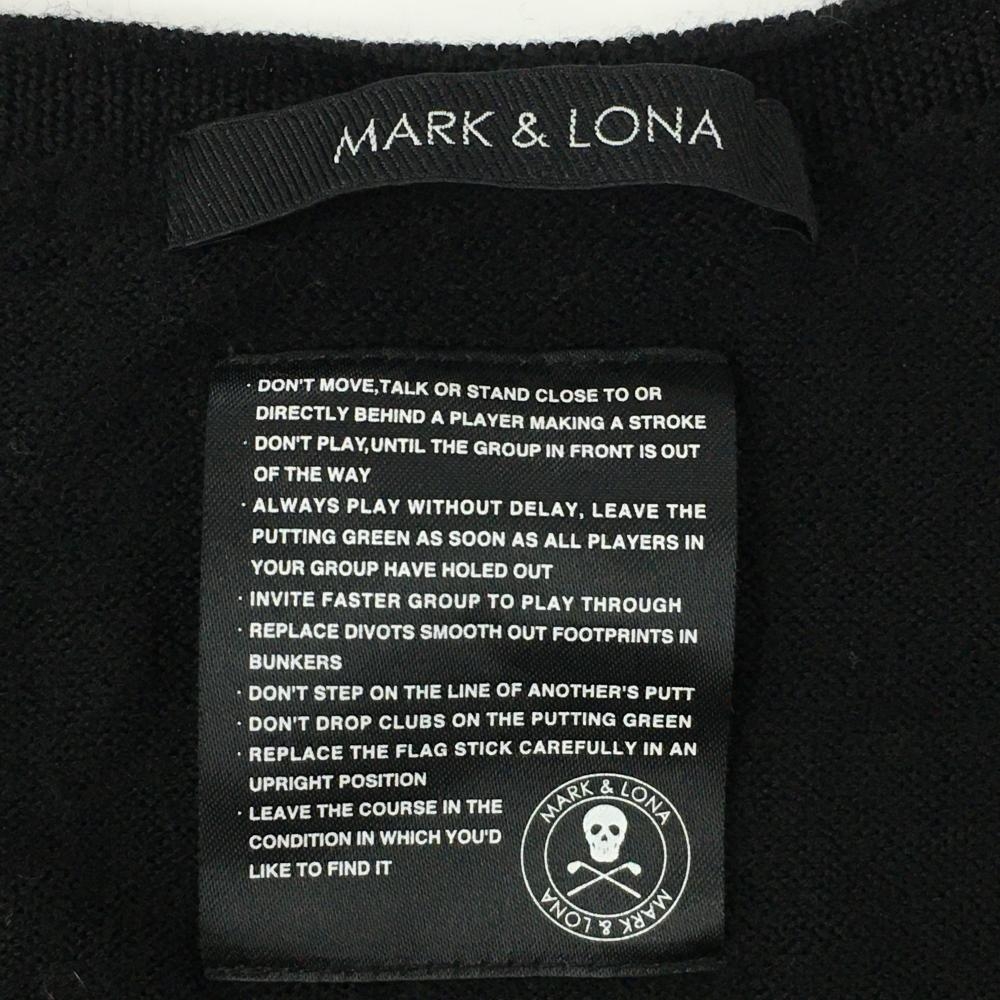 MARK & LONA
· DON'T MOVE,TALK OR STAND CLOSE TO OR
DIRECTLY BEHIND A PLAYER MAKING A STROKE
· DON'T PLAY,UNTIL THE GROUP IN FRONT IS OUT
OF THE WAY
· ALWAYS PLAY WITHOUT DELAY, LEAVE THE
PUTTING GREEN AS SOON AS ALL PLAYERS IN
YOUR GROUP HAVE HOLED OUT
· INVITE FASTER GROUP TO PLAY THROUGH
· REPLACE DIVOTS SMOOTH OUT FOOTPRINTS IN
BUNKERS
· DON'T STEP ON THE LINE OF ANOTHER'S PUTT
· DON'T DROP CLUBS ON THE PUTTING GREEN
· REPLACE THE FLAG STICK CAREFULLY IN AN
UPRIGHT POSITION
· LEAVE THE COURSE IN THE
CONDITION IN WHICH YOU'D
LIKE TO FIND IT
MARK & LONA
MARK & LONA